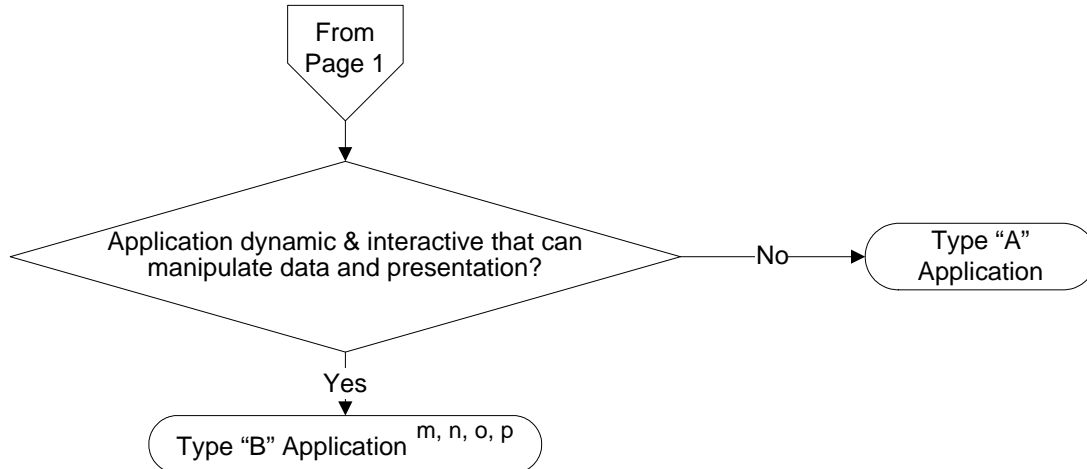 From
Page 1
Application dynamic & interactive that can
manipulate data and presentation?
No
Type “A”
Application
Yes
Type “B” Application m, n, o, p